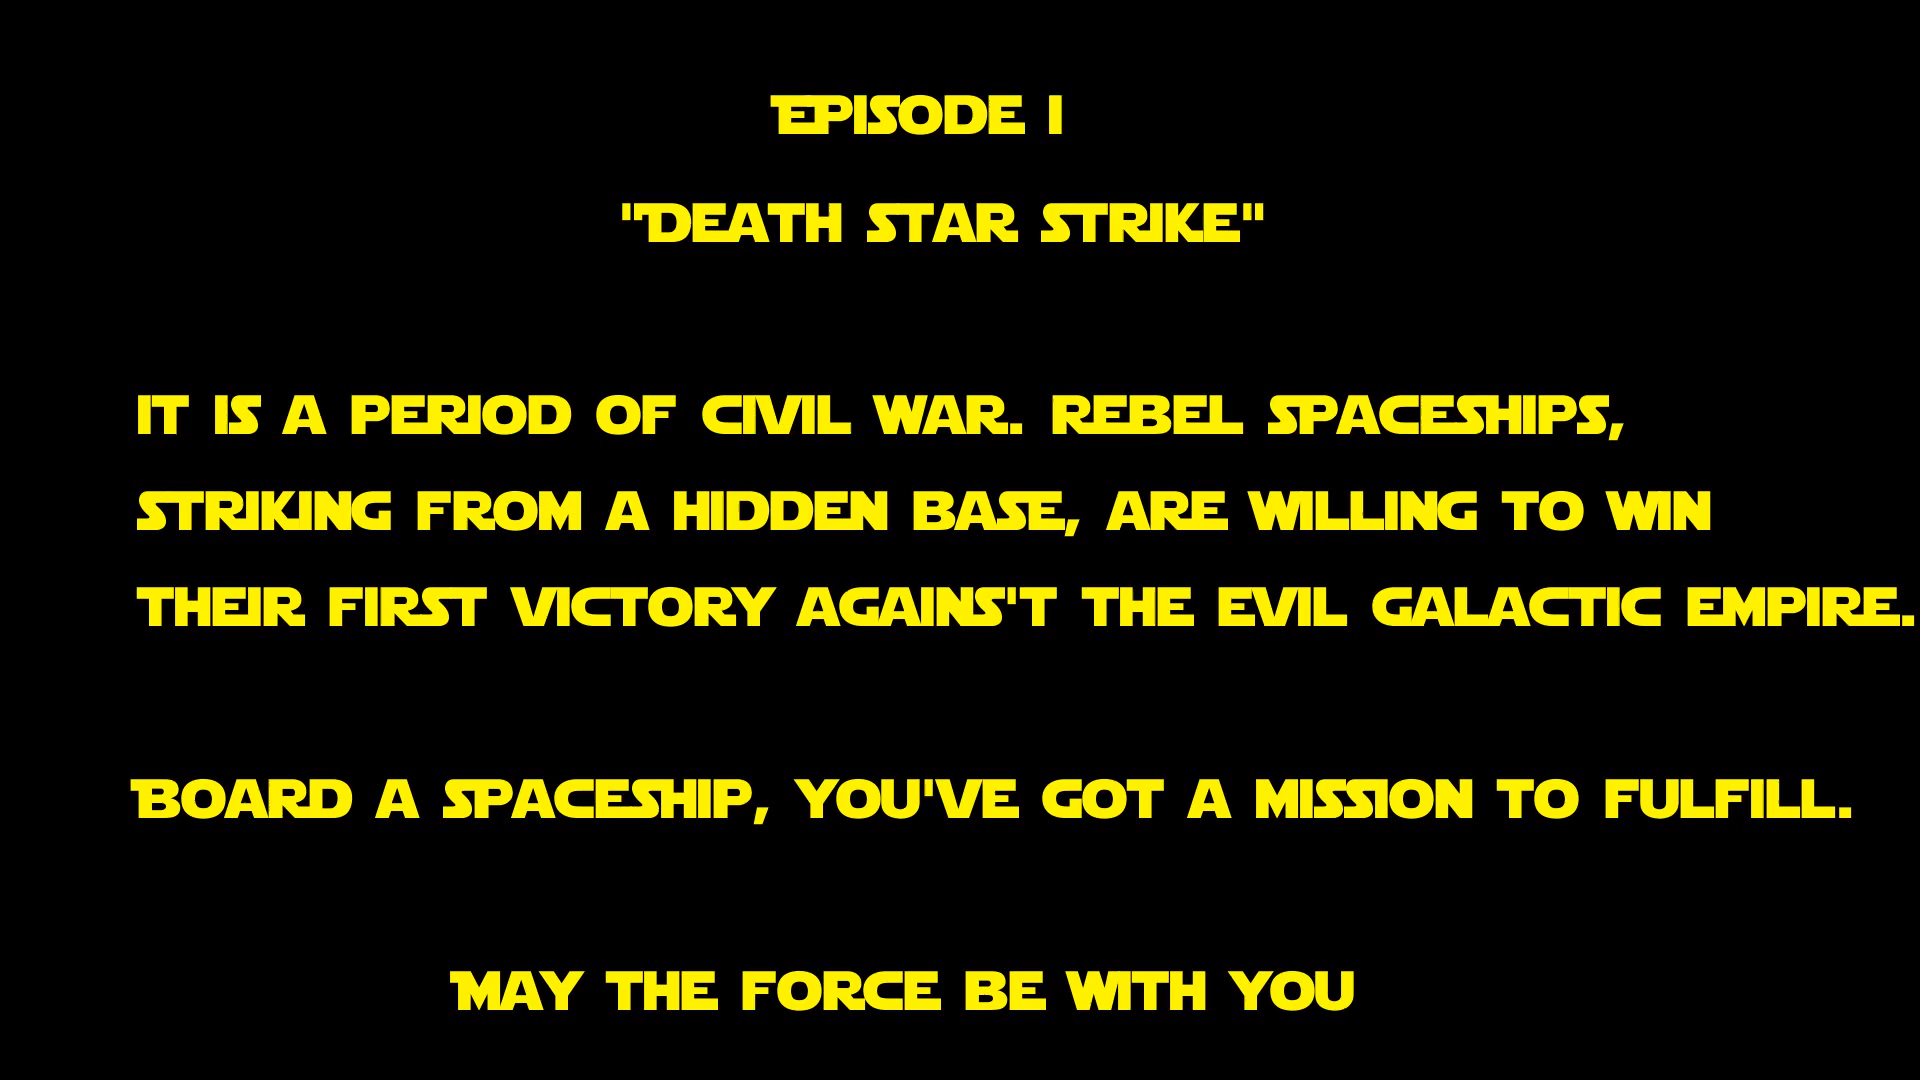 Episode I
"Death Star Strike"
It is a period of civil war. Rebel spaceships,
striking from a hidden base, are willing to win
their first victory against't the evil Galactic Empire.
Board a spaceship, you've got a mission to fulfill.
May the Force be with you